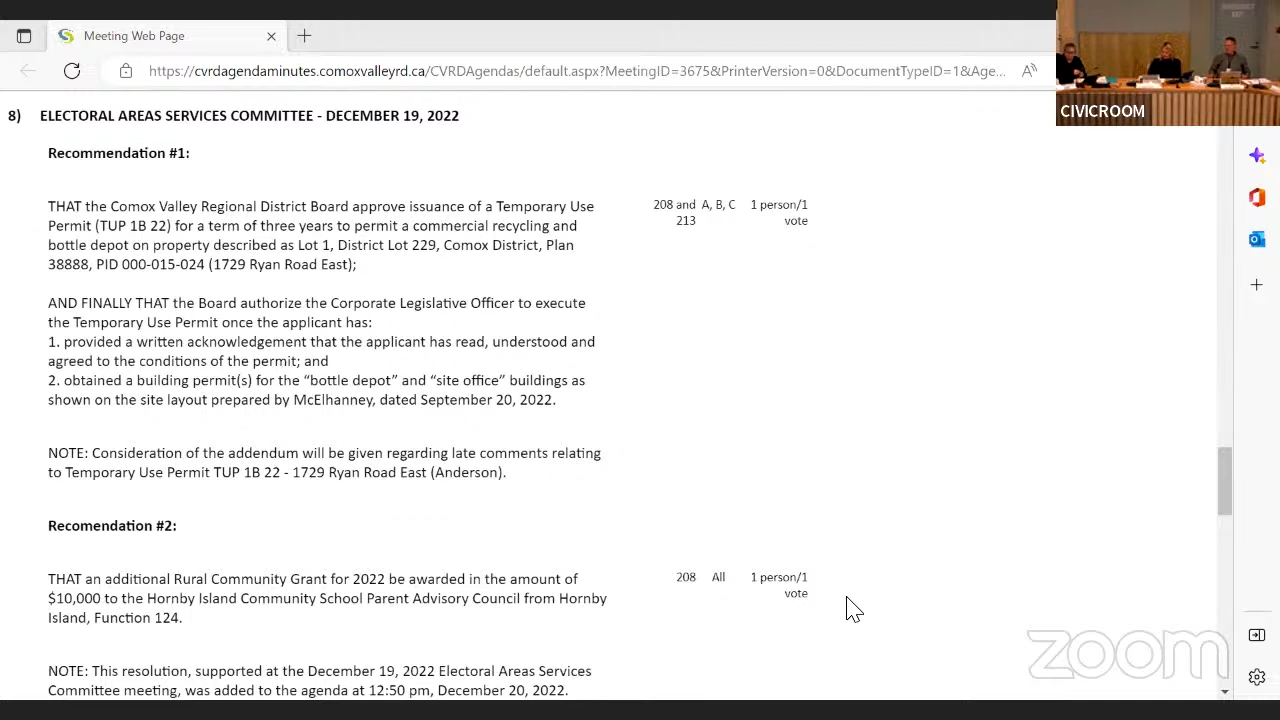 Meeting Web Page
https://cvrdagendaminutes.comoxvalleyrd.ca/CVRDAgendas/default.aspx?MeetingID=3675&PrinterVersion=0&DocumentTypeID=1&Age...
CIVICROOM
8) ELECTORAL AREAS SERVICES COMMITTEE - DECEMBER 19, 2022
Recommendation #1:
THAT the Comox Valley Regional District Board approve issuance of a Temporary Use 208 and A, B, C 1 person/1
Permit (TUP 1B 22) for a term of three years to permit a commercial recycling and 213 vote
bottle depot on property described as Lot 1, District Lot 229, Comox District, Plan
38888, PID 000-015-024 (1729 Ryan Road East);
AND FINALLY THAT the Board authorize the Corporate Legislative Officer to execute
the Temporary Use Permit once the applicant has:
1. provided a written acknowledgement that the applicant has read, understood and
agreed to the conditions of the permit; and
2. obtained a building permit(s) for the “bottle depot” and “site office” buildings as
shown on the site layout prepared by McElhanney, dated September 20, 2022.
NOTE: Consideration of the addendum will be given regarding late comments relating
to Temporary Use Permit TUP 1B 22 - 1729 Ryan Road East (Anderson).
Recomendation #2:
THAT an additional Rural Community Grant for 2022 be awarded in the amount of 208 All 1 person/1
$10,000 to the Hornby Island Community School Parent Advisory Council from Hornby vote
Island, Function 124.
NOTE: This resolution, supported at the December 19, 2022 Electoral Areas Services
Committee meeting, was added to the agenda at 12:50 pm, December 20, 2022.
zoom